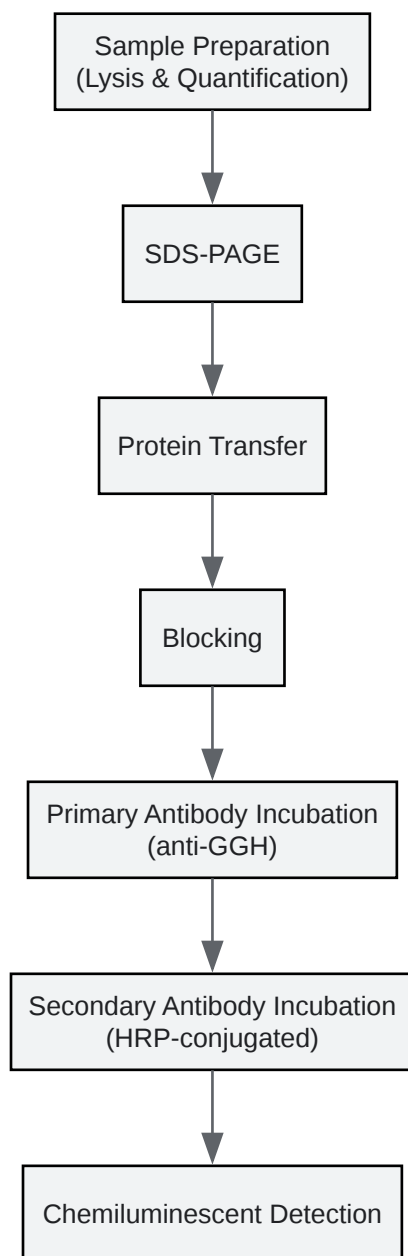 Sample Preparation
(Lysis & Quantification)
SDS-PAGE
Protein Transfer
Blocking
Primary Antibody Incubation
(anti-GGH)
Secondary Antibody Incubation
(HRP-conjugated)
Chemiluminescent Detection